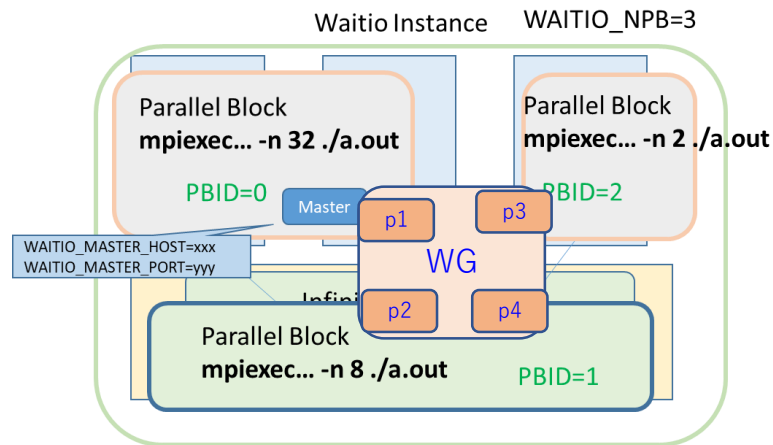 Waitio Instance
WAITIO_NPB=3
Parallel Block
mpiexec... -n 32 ./a.out
PBID=0
Master
Parallel Block
mpiexec... -n 2 ./a.out
PBID=2
WAITIO_MASTER_HOST=xxx
WAITIO_MASTER_PORT=yyy
p1
p3
WG
p2
p4
Parallel Block
mpiexec... -n 8 ./a.out
PBID=1